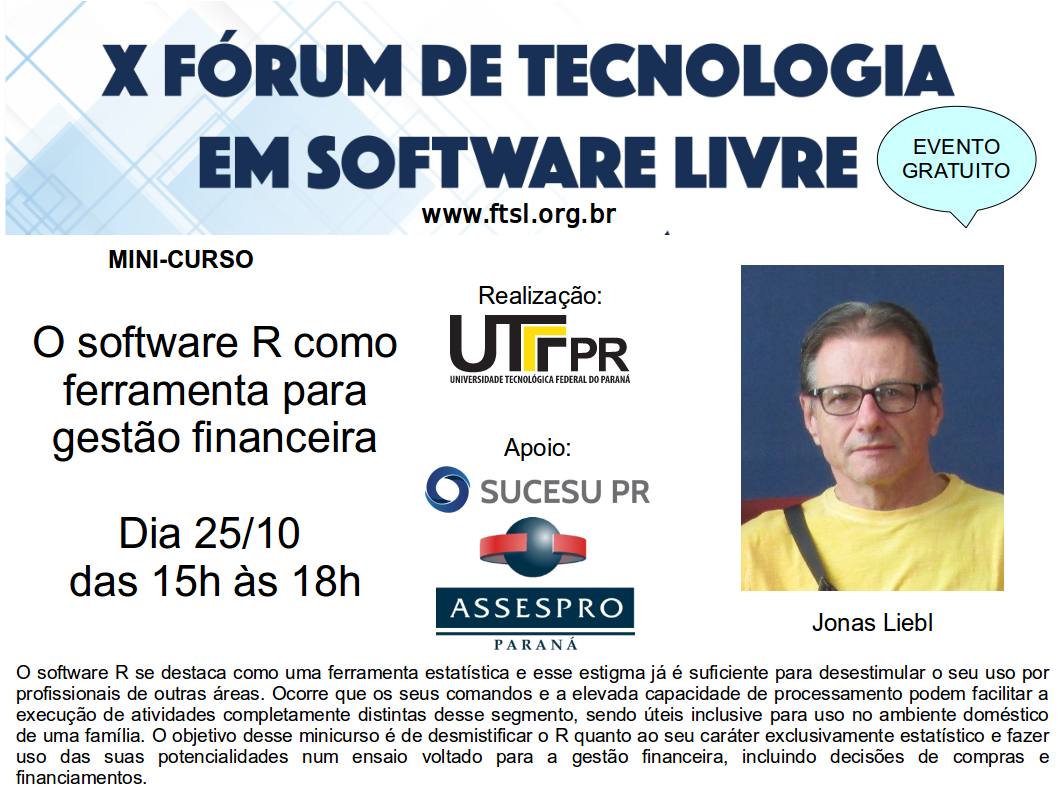 X FÓRUM DE TECNOLOGIA
EM SOFTWARE LIVRE
EVENTO
GRATUITO
www.ftsl.org.br
MINI-CURSO
O software R como
ferramenta para
gestão financeira
Dia 25/10
das 15h às 18h
Realização:
UTFPR
UNIVERSIDADE TECNOLÓGICA FEDERAL DO PARANÁ
Apoio:
SUCESU PR
ASSESPRO
PARANÁ
Jonas Liebl
O software R se destaca como uma ferramenta estatística e esse estigma já é suficiente para desestimular o seu uso por
profissionais de outras áreas. Ocorre que os seus comandos e a elevada capacidade de processamento podem facilitar a
execução de atividades completamente distintas desse segmento, sendo úteis inclusive para uso no ambiente doméstico
de uma família. O objetivo desse minicurso é de desmistificar o R quanto ao seu caráter exclusivamente estatístico e fazer
uso das suas potencialidades num ensaio voltado para a gestão financeira, incluindo decisões de compras e
financiamentos.